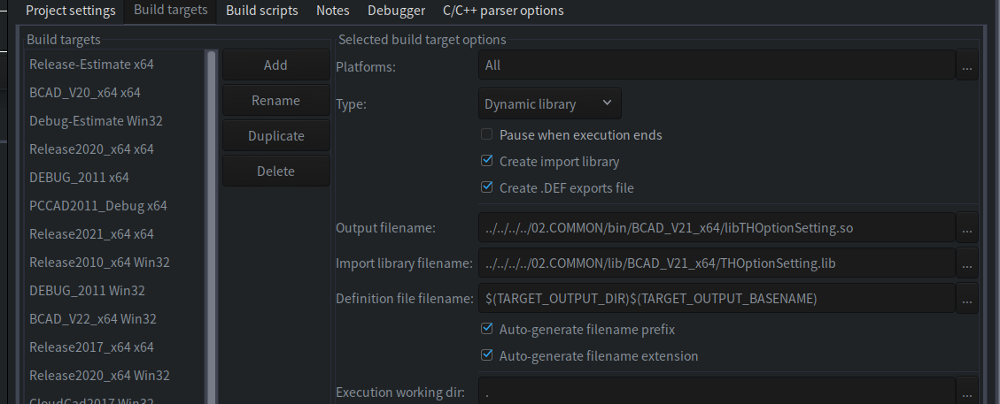 Project settings Build targets Build scripts Notes Debugger C/C++ parser options
Build targets
Release-Estimate x64
BCAD_V20_x64 x64
Debug-Estimate Win32
Release2020_x64 x64
DEBUG_2011 x64
PCCAD2011_Debug x64
Release2021_x64 x64
Release2010_x64 Win32
DEBUG_2011 Win32
BCAD_V22_x64 Win32
Release2017_x64 x64
Release2020_x64 Win32
CloudCad2017 Win32
Add
Rename
Duplicate
Delete
Selected build target options
Platforms: All ...
Type: Dynamic library
Pause when execution ends
Create import library
Create .DEF exports file
Output filename: ../../../../02.COMMON/bin/BCAD_V21_x64/libTHOptionSetting.so ...
Import library filename: ../../../../02.COMMON/lib/BCAD_V21_x64/THOptionSetting.lib ...
Definition file filename: $(TARGET_OUTPUT_DIR)$(TARGET_OUTPUT_BASENAME) ...
Auto-generate filename prefix
Auto-generate filename extension
Execution working dir: . ...